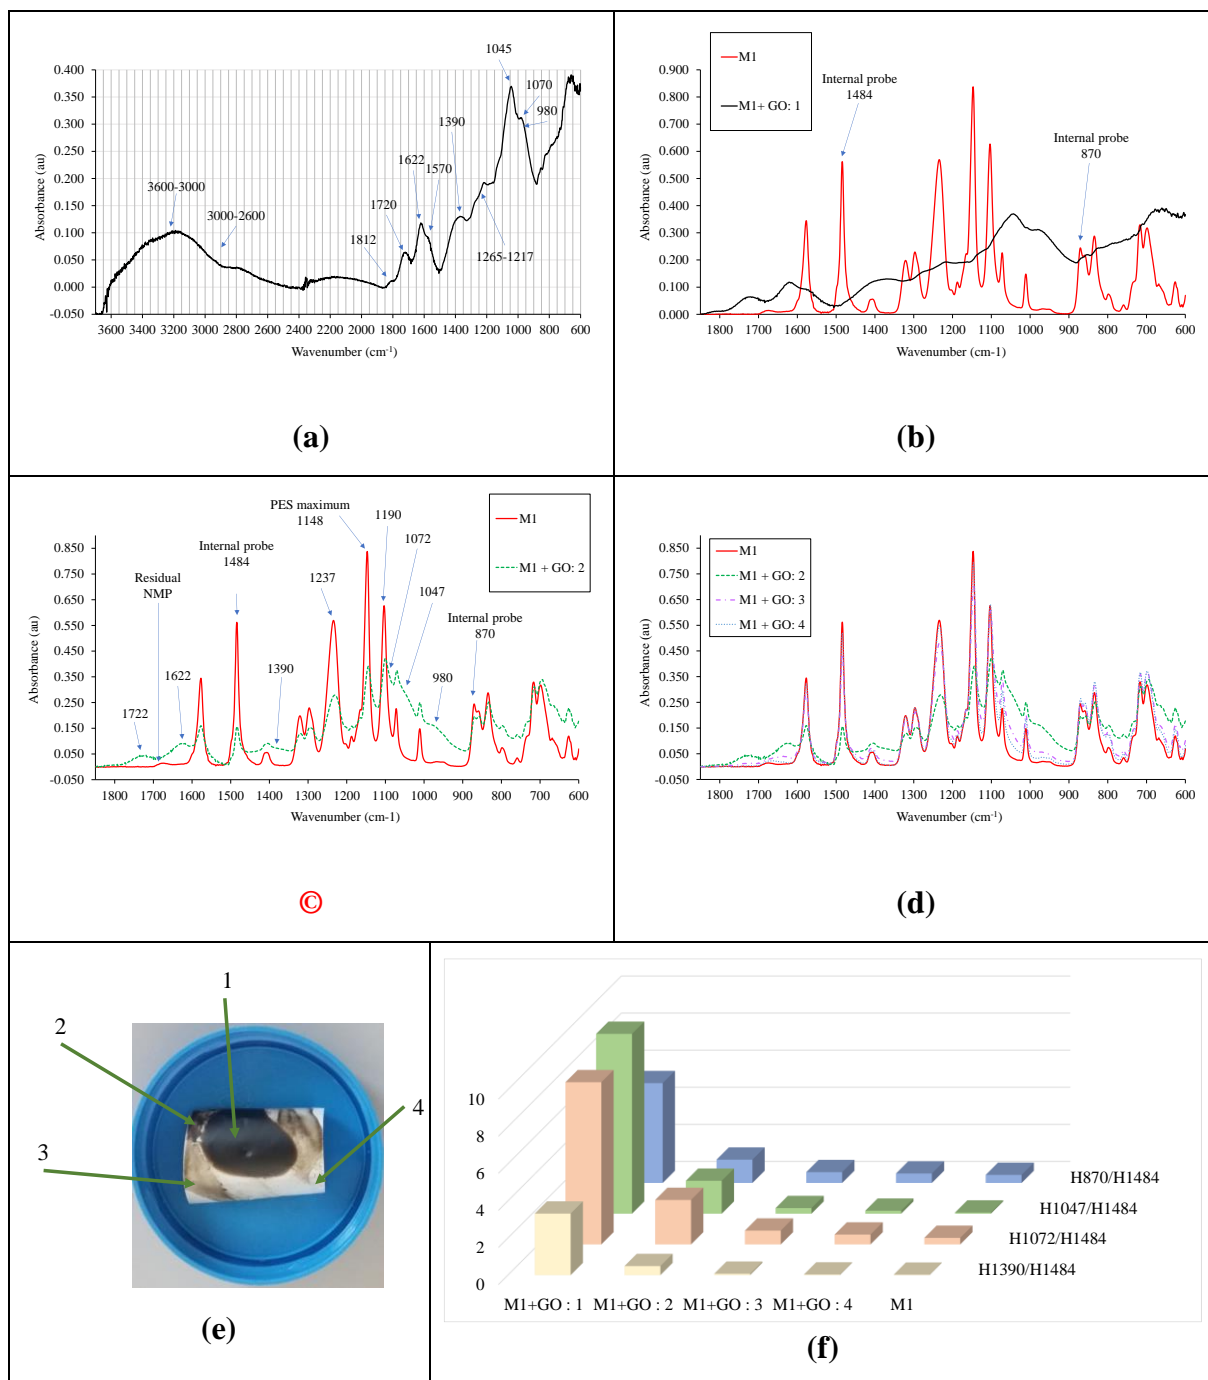 1045
0.400
0.350
0.300
0.250
0.200
0.150
0.100
0.050
0.000
-0.050
Absorbance (au)
1070
980
1390
1622
1570
1720
1812
1265-1217
3600-3000
3000-2600
3600 3400 3200 3000 2800 2600 2400 2200 2000 1800 1600 1400 1200 1000 800 600
Wavenumber (cm-1)
(a)
M1
M1+ GO: 1
Internal probe
1484
Internal probe
870
0.900
0.800
0.700
0.600
0.500
0.400
0.300
0.200
0.100
0.000
Absorbance (au)
1800 1700 1600 1500 1400 1300 1200 1100 1000 900 800 700 600
Wavenumber (cm-1)
(b)
PES maximum
1148
1190
1072
1047
M1
M1 + GO: 2
Internal probe
1484
Residual
NMP
1237
Internal probe
870
1622
1722
1390
980
0.850
0.750
0.650
0.550
0.450
0.350
0.250
0.150
0.050
-0.050
Absorbance (au)
1800 1700 1600 1500 1400 1300 1200 1100 1000 900 800 700 600
Wavenumber (cm-1)
©
M1
M1 + GO: 2
M1 + GO: 3
M1 + GO: 4
0.850
0.750
0.650
0.550
0.450
0.350
0.250
0.150
0.050
-0.050
Absorbance (au)
1800 1700 1600 1500 1400 1300 1200 1100 1000 900 800 700 600
Wavenumber (cm-1)
(d)
1
2
3
4
(e)
10
8
6
4
2
0
H870/H1484
H1047/H1484
H1072/H1484
H1390/H1484
M1+GO : 1 M1+GO : 2 M1+GO : 3 M1+GO : 4 M1
(f)